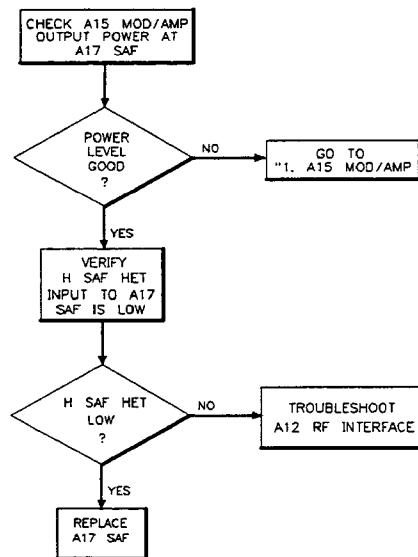 CHECK A15 MOD/AMP
OUTPUT POWER AT
A17 SAF
POWER
LEVEL
GOOD
?
NO
GO TO
"1. A15 MOD/AMP
YES
VERIFY
H SAF HET
INPUT TO A17
SAF IS LOW
H SAF HET
LOW
?
NO
TROUBLESHOOT
A12 RF INTERFACE
YES
REPLACE
A17 SAF